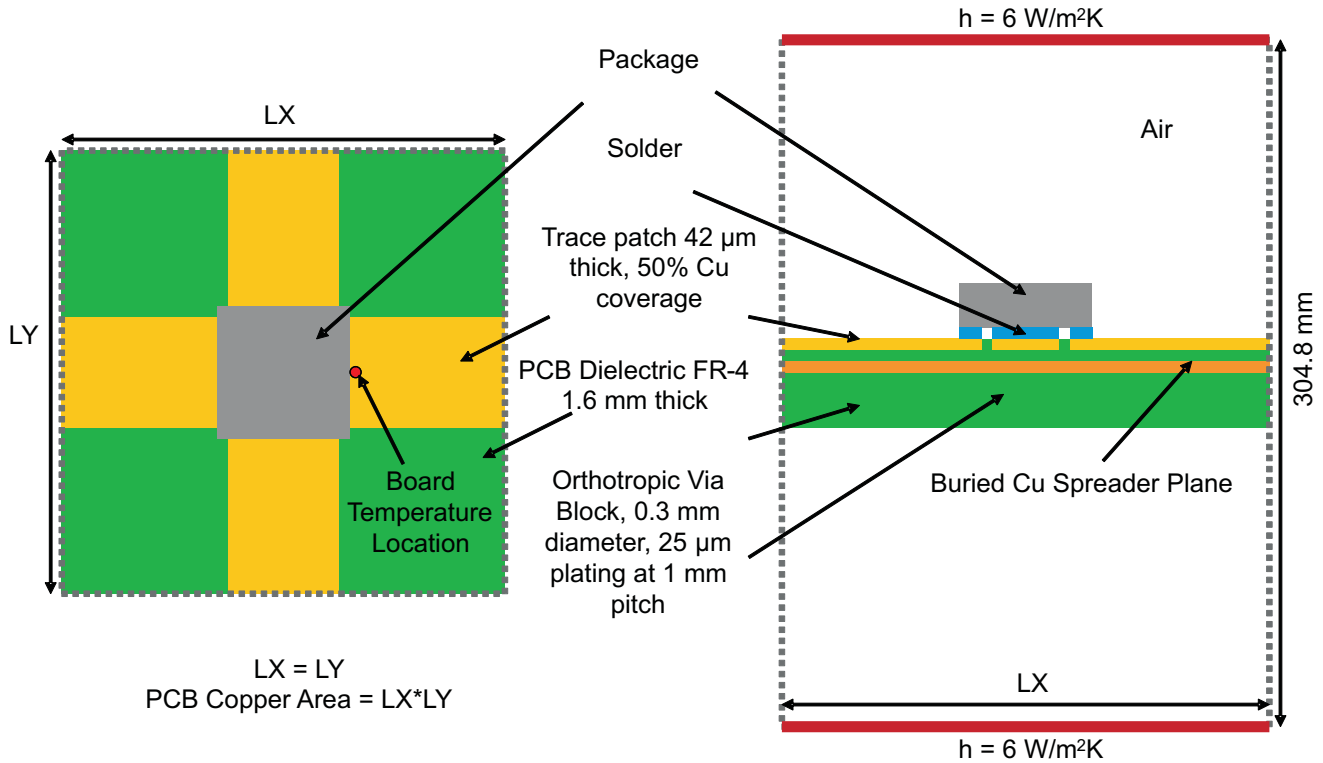 h = 6 W/m²K
Package
LX
Air
Solder
Trace patch 42 µm
thick, 50% Cu
coverage
LY
304.8 mm
PCB Dielectric FR-4
1.6 mm thick
Board
Temperature
Location
Orthotropic Via
Block, 0.3 mm
diameter, 25 µm
plating at 1 mm
pitch
Buried Cu Spreader Plane
LX = LY
PCB Copper Area = LX*LY
LX
h = 6 W/m²K